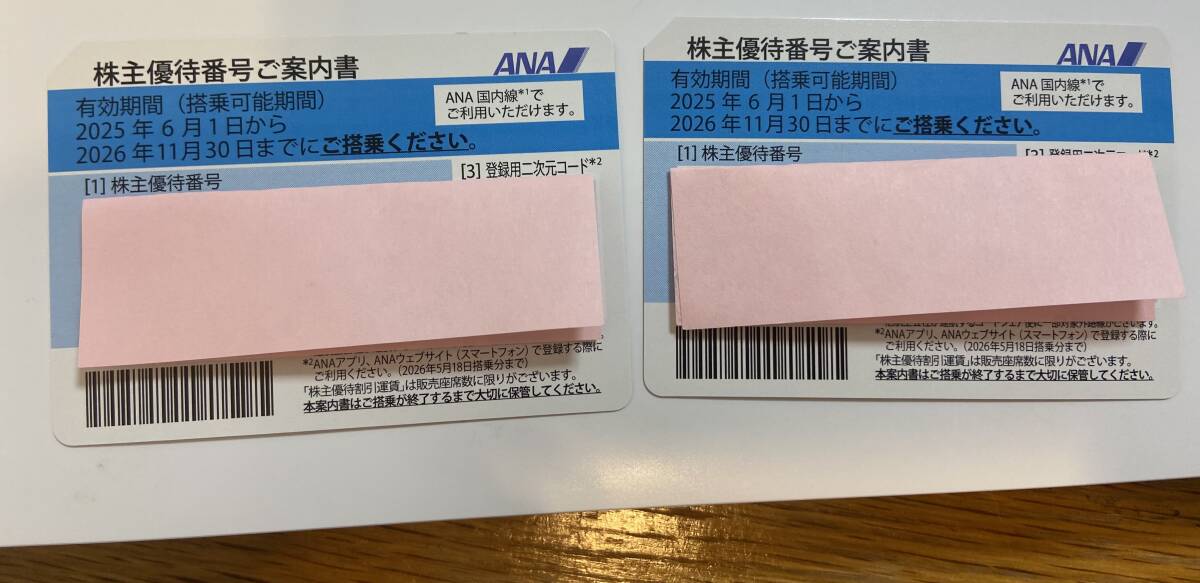 株主優待番号ご案内書
ANA
有効期間（搭乗可能期間）
2025 年 6 月 1 日から
2026 年 11 月 30 日までにご搭乗ください。
ANA 国内線*1で
ご利用いただけます。
[1] 株主優待番号
[3] 登録用二次元コード*2
*2ANAアプリ、ANAウェブサイト（スマートフォン）で登録する際に
ご利用ください。（2026年5月18日搭乗分まで）
「株主優待割引運賃」は販売座席数に限りがございます。
本案内書はご搭乗が終了するまで大切に保管してください。
株主優待番号ご案内書
ANA
有効期間（搭乗可能期間）
2025 年 6 月 1 日から
2026 年 11 月 30 日までにご搭乗ください。
ANA 国内線*1で
ご利用いただけます。
[1] 株主優待番号
*2ANAアプリ、ANAウェブサイト（スマートフォン）で登録する際に
ご利用ください。（2026年5月18日搭乗分まで）
「株主優待割引運賃」は販売座席数に限りがございます。
本案内書はご搭乗が終了するまで大切に保管してください。